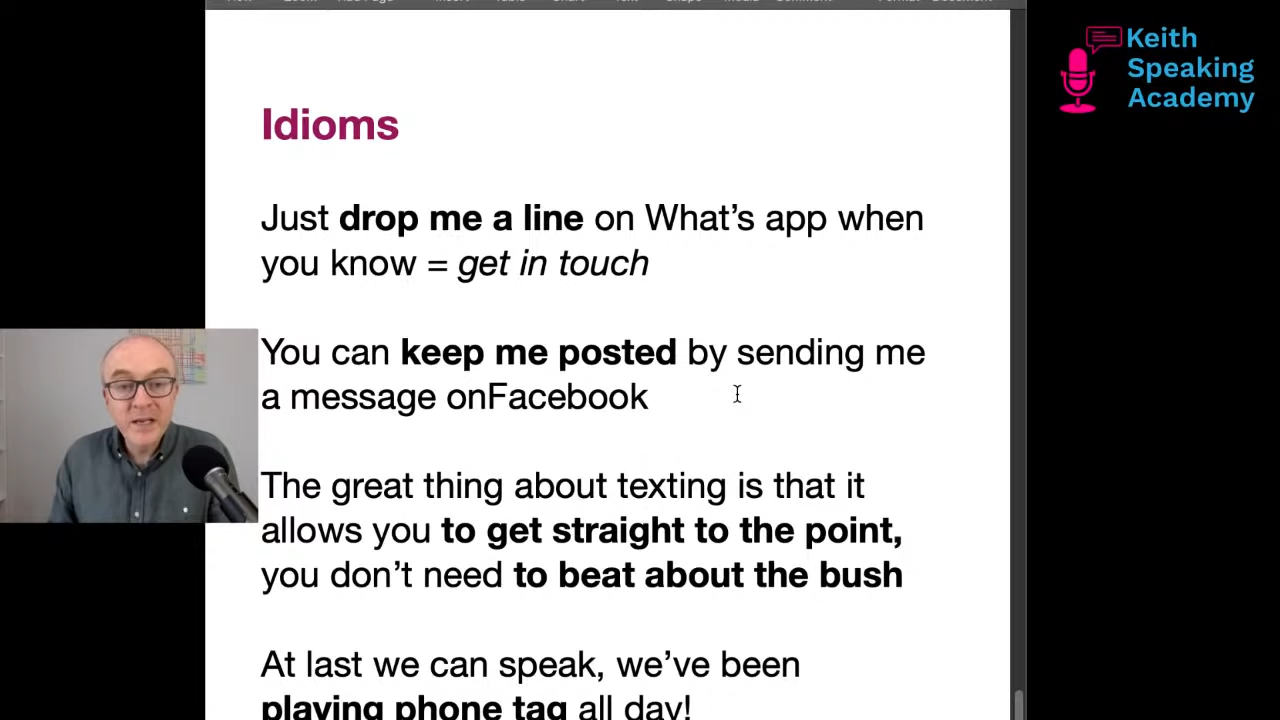 Keith
Speaking
Academy
Idioms
Just drop me a line on What’s app when
you know = get in touch
You can keep me posted by sending me
a message onFacebook
The great thing about texting is that it
allows you to get straight to the point,
you don’t need to beat about the bush
At last we can speak, we’ve been
playing phone tag all day!